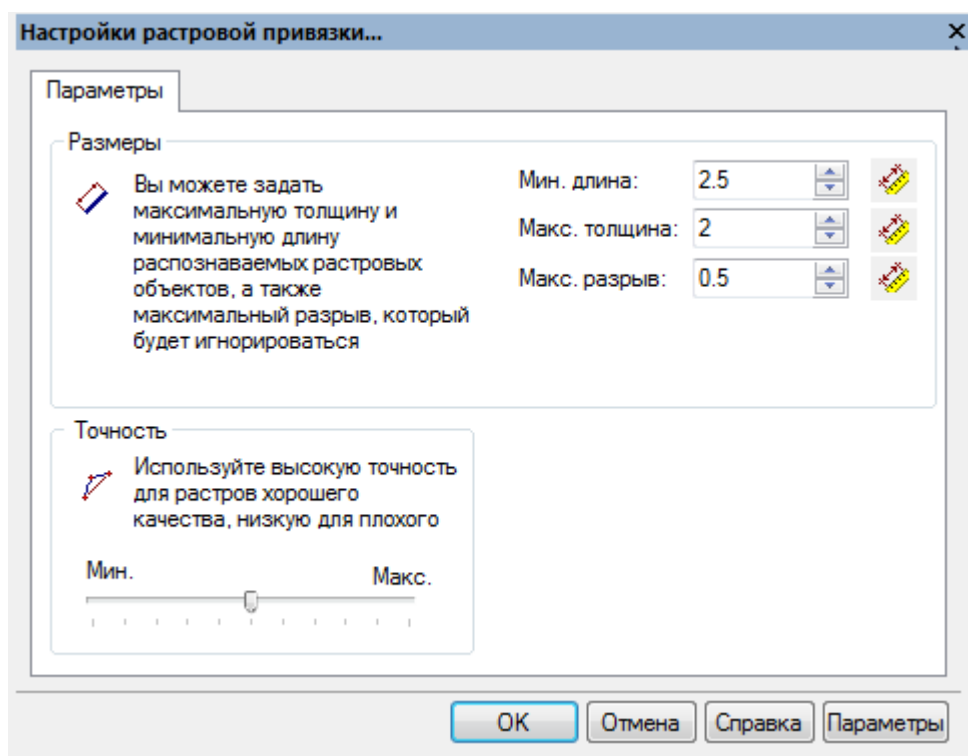 Настройки растровой привязки...
Параметры
Размеры
Вы можете задать
максимальную толщину и
минимальную длину
распознаваемых растровых
объектов, а также
максимальный разрыв, который
будет игнорироваться
Мин. длина: 2.5
Макс. толщина: 2
Макс. разрыв: 0.5
Точность
Используйте высокую точность
для растров хорошего
качества, низкую для плохого
Мин. Макс.
OK Отмена Справка Параметры